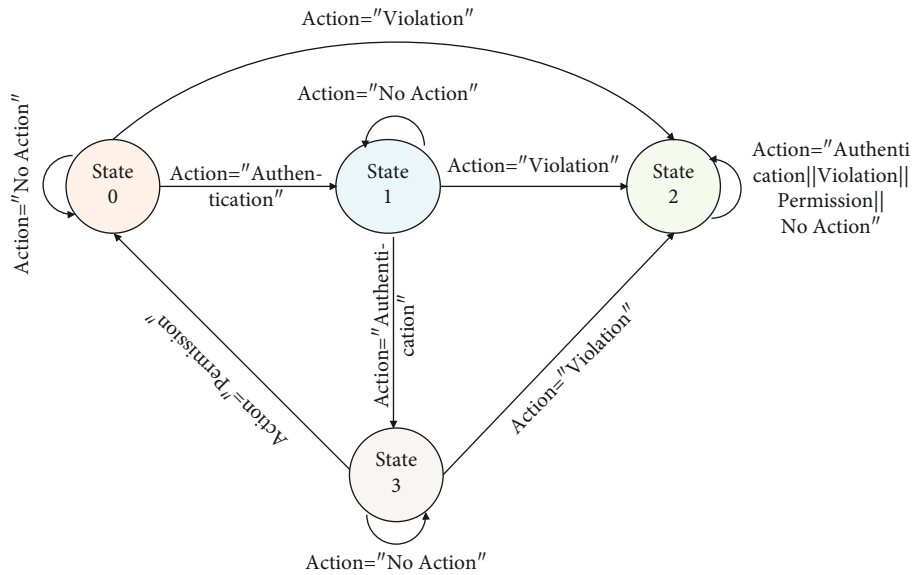 Action="Violation"
Action="No Action"
Action="No Action"
State
0
Action="Authen-
tication"
State
1
Action="Violation"
State
2
Action="Authenti
cation||Violation||
Permission||
No Action"
Action="Authenti-
cation"
Action="Permission"
Action="Violation"
State
3
Action="No Action"